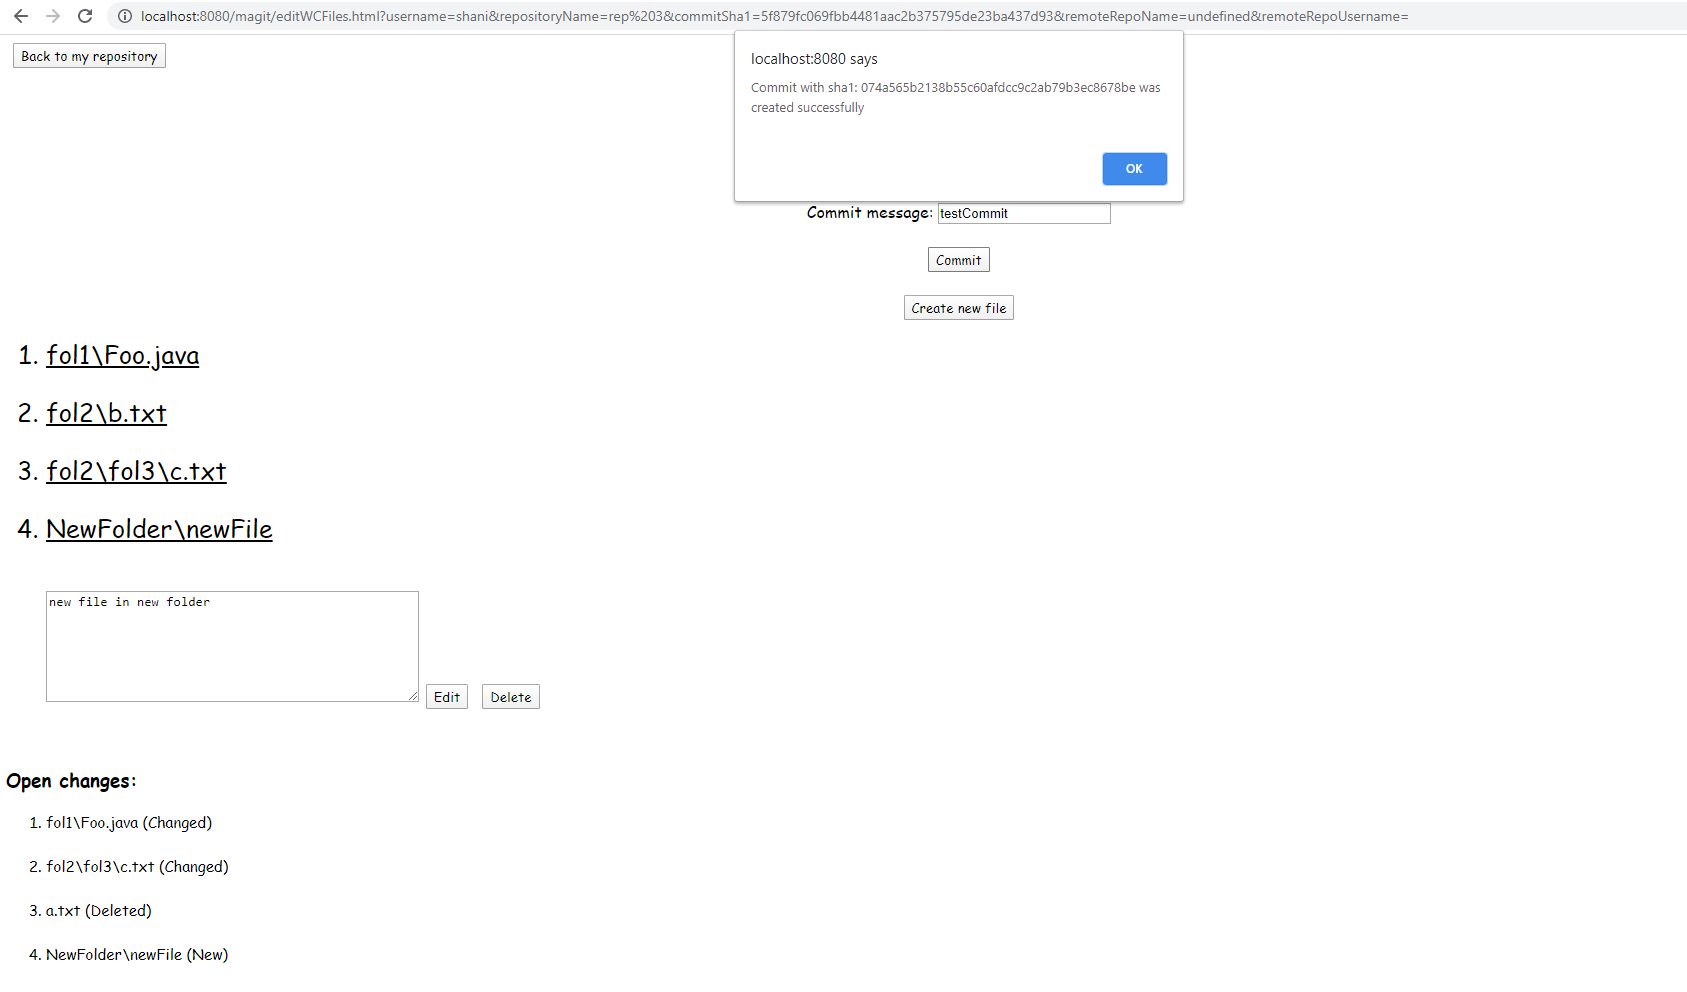 localhost:8080/magit/editWCFiles.html?username=shani&repositoryName=rep%203&commitSha1=5f879fc069fbb4481aac2b375795de23ba437d93&remoteRepoName=undefined&remoteRepoUsername=
Back to my repository
localhost:8080 says
Commit with sha1: 074a565b2138b55c60afdcc9c2ab79b3ec8678be was
created successfully
OK
Commit message: testCommit
Commit
Create new file
1. fol1\Foo.java
2. fol2\b.txt
3. fol2\fol3\c.txt
4. NewFolder\newFile
new file in new folder
Edit Delete
Open changes:
1. fol1\Foo.java (Changed)
2. fol2\fol3\c.txt (Changed)
3. a.txt (Deleted)
4. NewFolder\newFile (New)